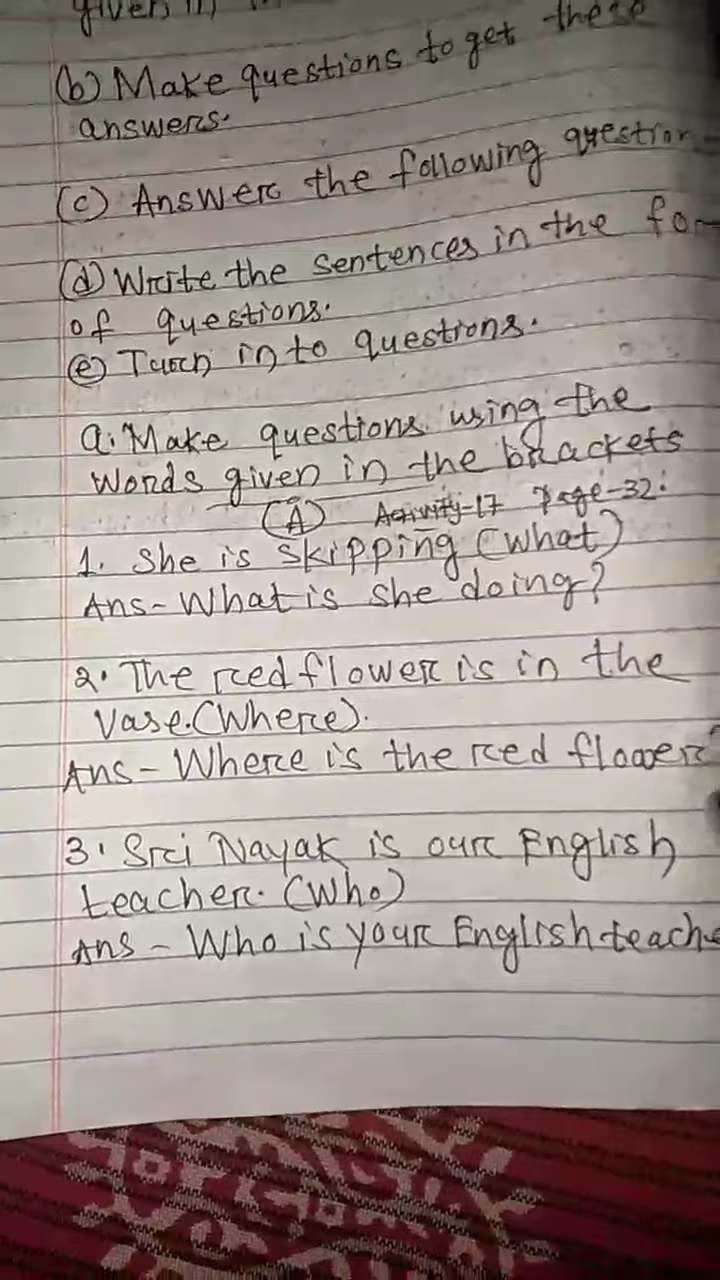 given in
(b) Make questions to get these
answers.
(c) Answer the following question
(d) Write the sentences in the for
of questions.
(e) Turn in to questions.
a. Make questions using the
words given in the brackets
(A) Activity-17 Page-32.
1. She is skipping (what)
Ans - What is she doing?
2. The red flower is in the
vase. (Where).
Ans - Where is the red flower
3. Sri Nayak is our English
teacher. (Who)
Ans - Who is your English teache